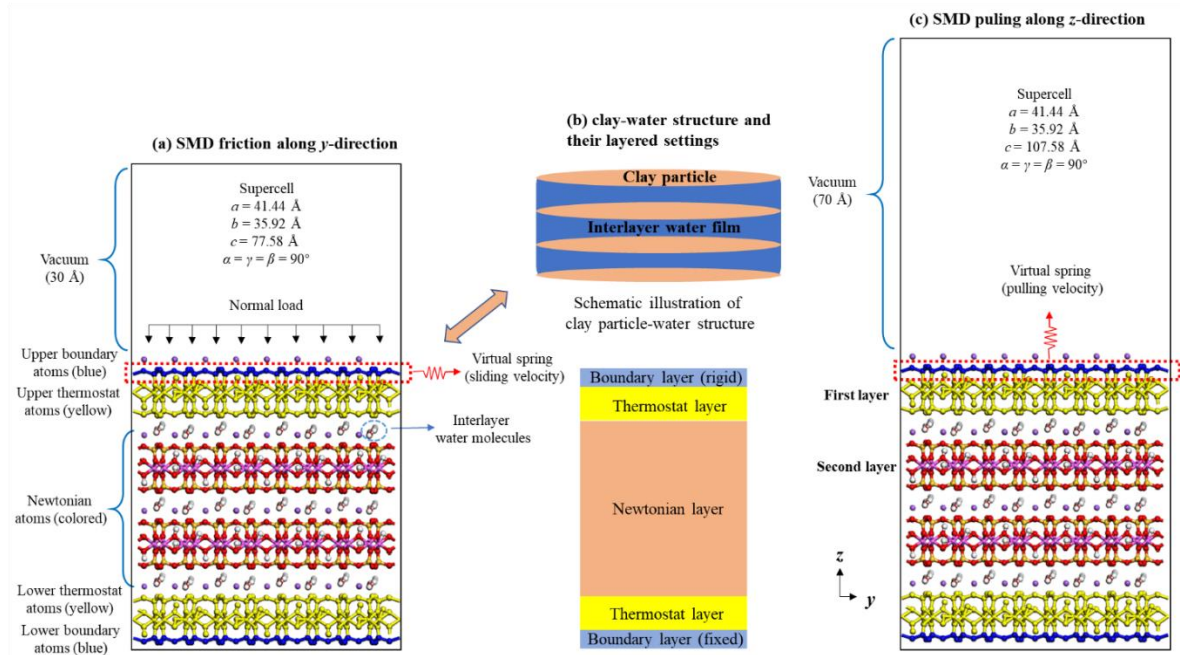 (a) SMD friction along y-direction
Supercell
a = 41.44 Å
b = 35.92 Å
c = 77.58 Å
α = γ = β = 90°
Vacuum
(30 Å)
Normal load
Upper boundary
atoms (blue)
Upper thermostat
atoms (yellow)
Newtonian
atoms (colored)
Lower thermostat
atoms (yellow)
Lower boundary
atoms (blue)
Virtual spring
(sliding velocity)
Interlayer
water molecules
(b) clay-water structure and
their layered settings
Clay particle
Interlayer water film
Schematic illustration of
clay particle-water structure
Boundary layer (rigid)
Thermostat layer
Newtonian layer
Thermostat layer
Boundary layer (fixed)
(c) SMD puling along z-direction
Supercell
a = 41.44 Å
b = 35.92 Å
c = 107.58 Å
α = γ = β = 90°
Vacuum
(70 Å)
Virtual spring
(pulling velocity)
First layer
Second layer
z
y